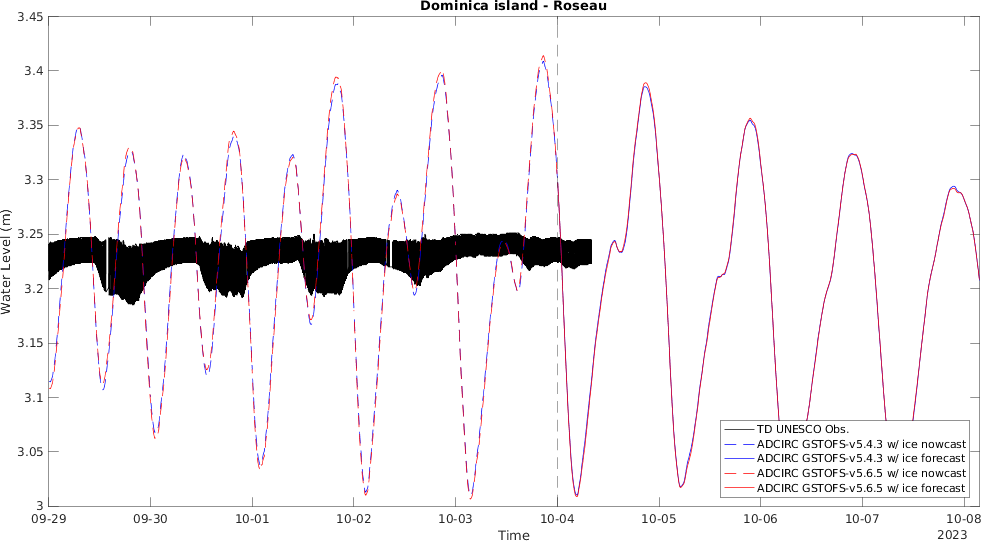 Dominica island - Roseau
3.45
3.4
3.35
3.3
3.25
3.2
3.15
3.1
3.05
3
Water Level (m)
TD UNESCO Obs.
ADCIRC GSTOFS-v5.4.3 w/ ice nowcast
ADCIRC GSTOFS-v5.4.3 w/ ice forecast
ADCIRC GSTOFS-v5.6.5 w/ ice nowcast
ADCIRC GSTOFS-v5.6.5 w/ ice forecast
09-29 09-30 10-01 10-02 10-03 10-04 10-05 10-06 10-07 10-08
Time
2023